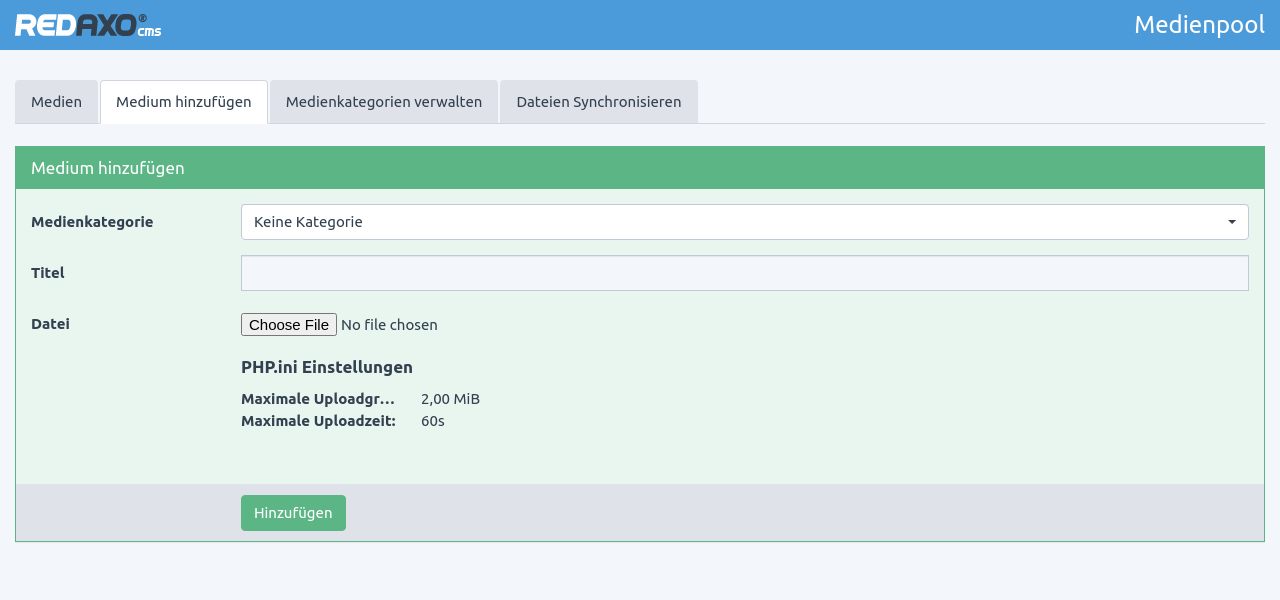 REDAXO® cms
Medienpool
Medien
Medium hinzufügen
Medienkategorien verwalten
Dateien Synchronisieren
Medium hinzufügen
Medienkategorie
Keine Kategorie
Titel
Datei
Choose File No file chosen
PHP.ini Einstellungen
Maximale Uploadgr... 2,00 MiB
Maximale Uploadzeit: 60s
Hinzufügen